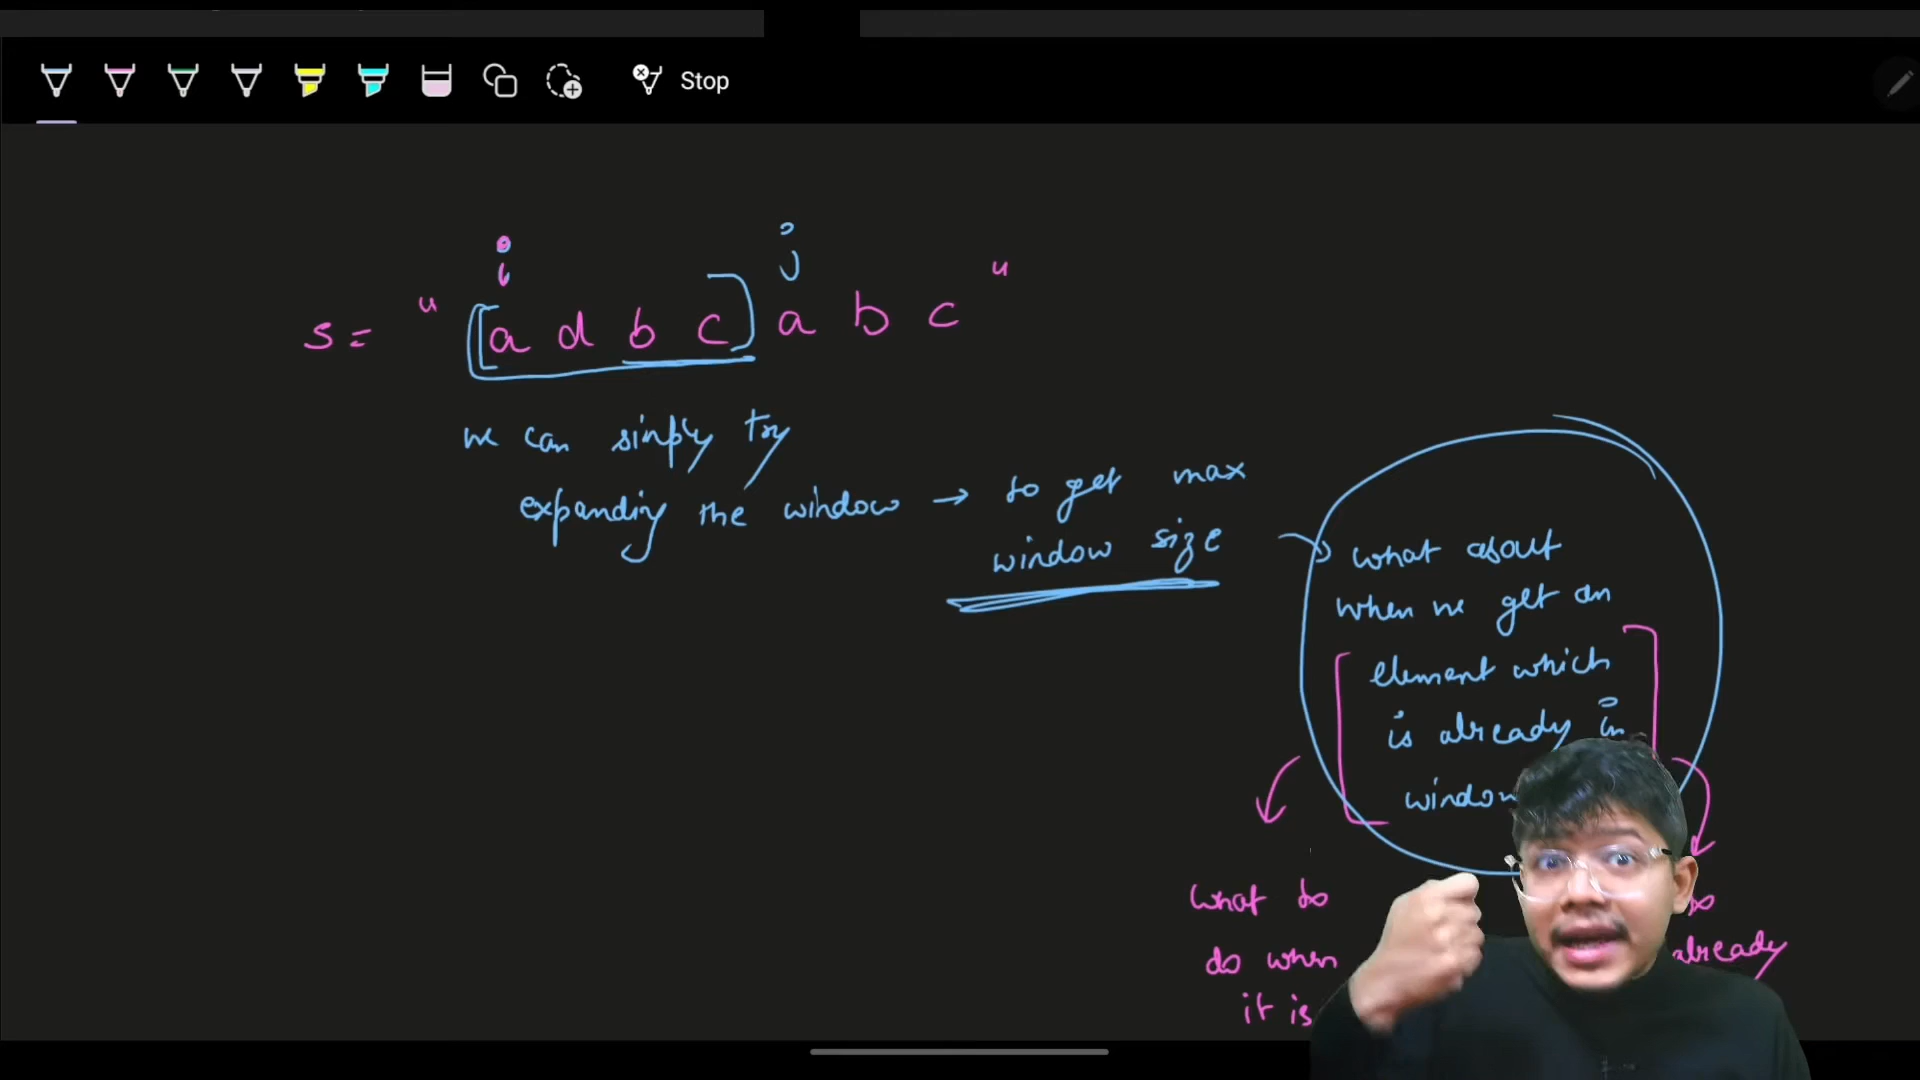 Stop
i j
s = " [a d b c] a b c "
we can simply try
expanding the window → to get max
window size
what about
when we get an
element which
is already in
window
what to
do when
it is
to
already